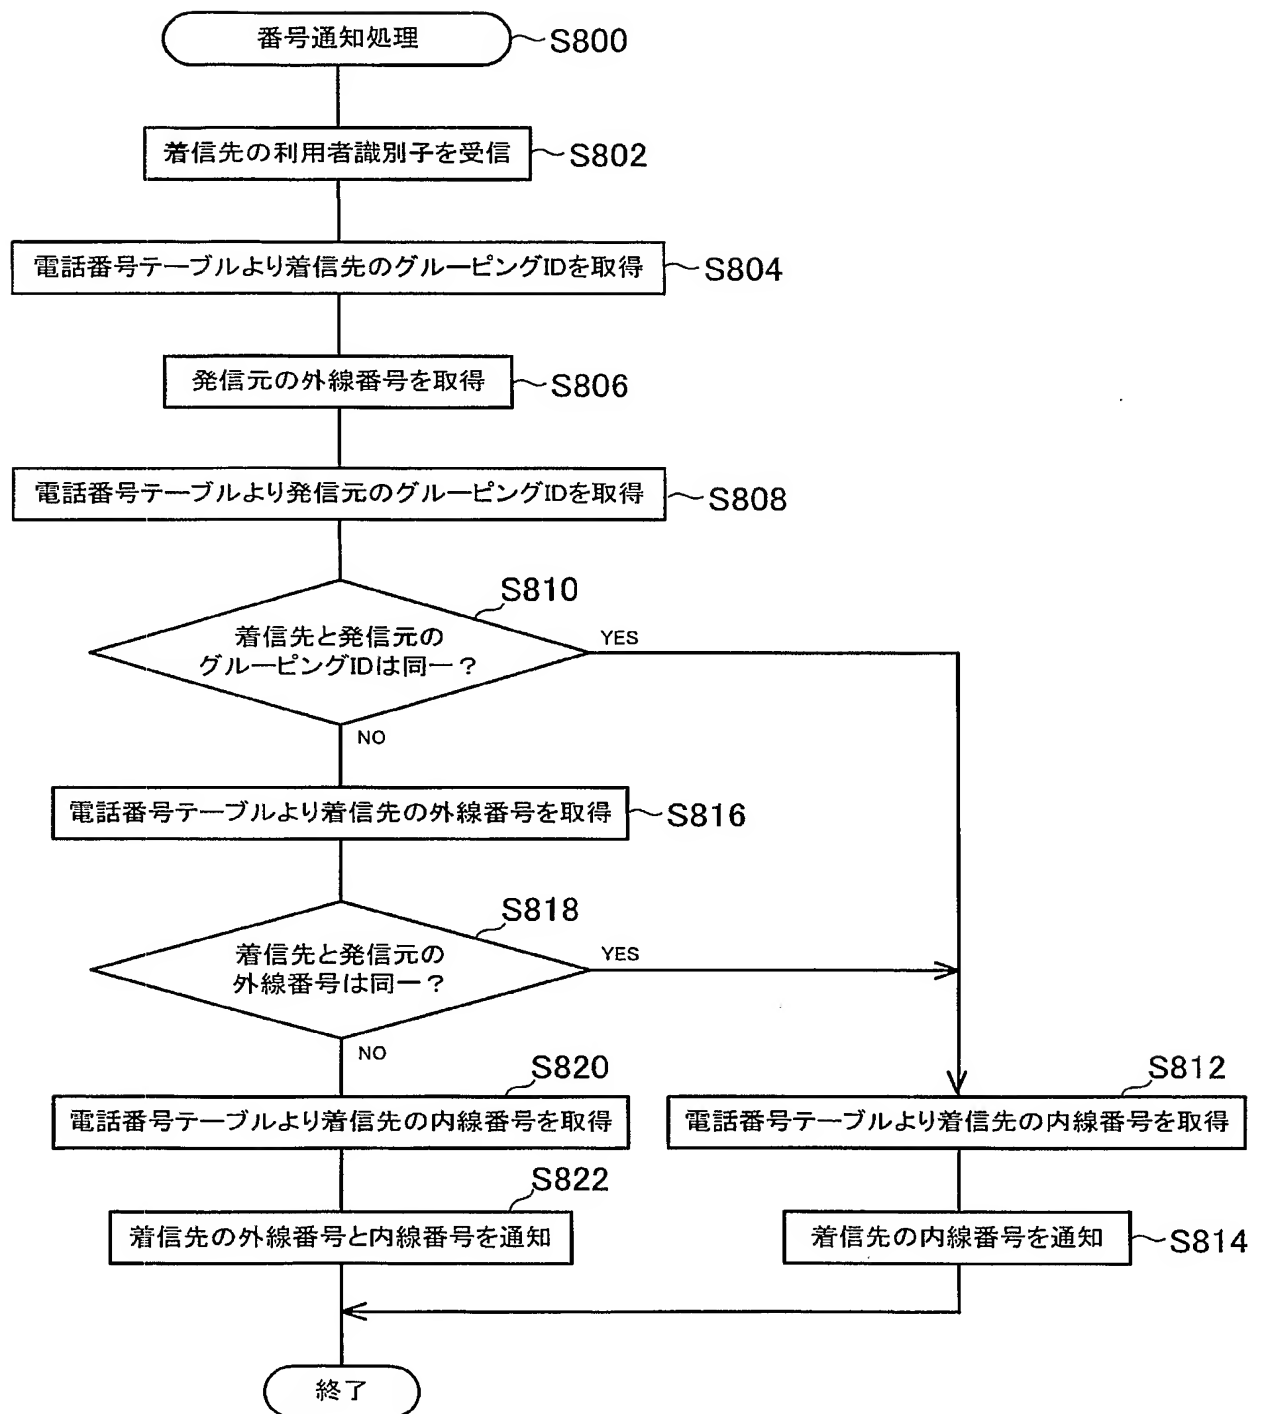 番号通知処理
S800
着信先の利用者識別子を受信
S802
電話番号テーブルより着信先のグルーピングIDを取得
S804
発信元の外線番号を取得
S806
電話番号テーブルより発信元のグルーピングIDを取得
S808
S810
着信先と発信元の
グルーピングIDは同一？
YES
NO
電話番号テーブルより着信先の外線番号を取得
S816
S818
着信先と発信元の
外線番号は同一？
YES
NO
S820
電話番号テーブルより着信先の内線番号を取得
S812
電話番号テーブルより着信先の内線番号を取得
S822
着信先の外線番号と内線番号を通知
着信先の内線番号を通知
S814
終了